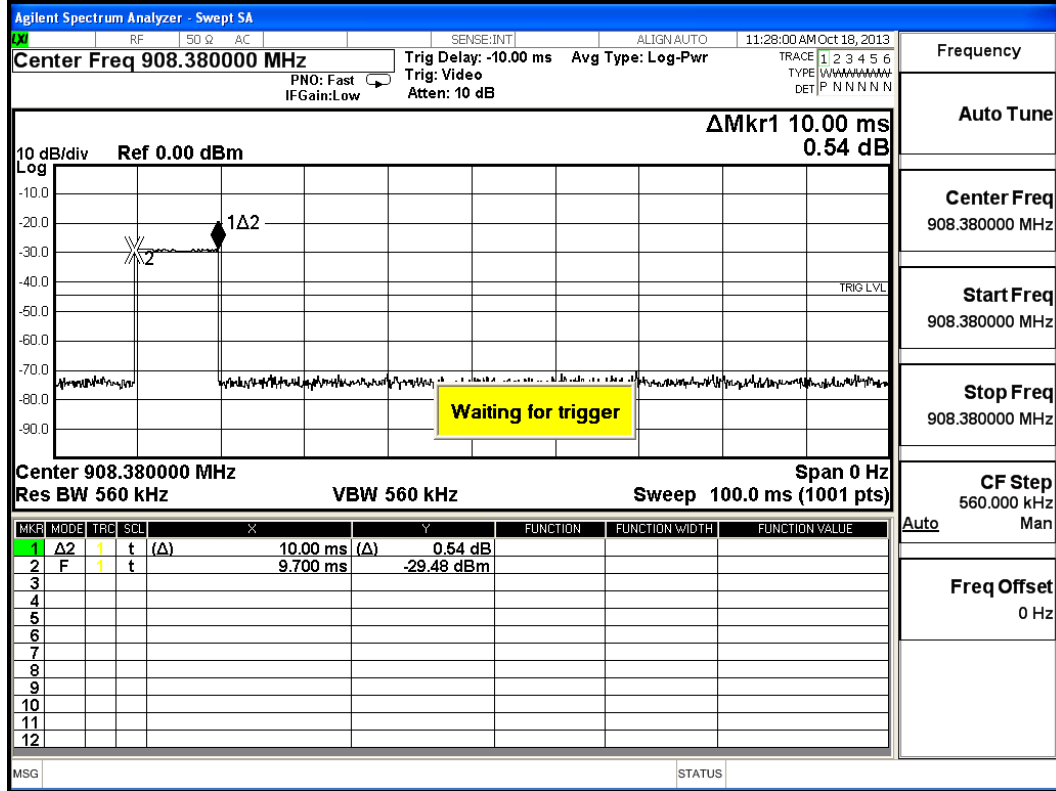 Agilent Spectrum Analyzer - Swept SA
LXI RF 50 Ω AC SENSE:INT ALIGN AUTO 11:28:00 AM Oct 18, 2013
Center Freq 908.380000 MHz
PNO: Fast
IFGain:Low
Trig Delay: -10.00 ms
Trig: Video
Atten: 10 dB
Avg Type: Log-Pwr
TRACE 1 2 3 4 5 6
TYPE WWWWWW
DET P N N N N N
ΔMkr1 10.00 ms
0.54 dB
10 dB/div Ref 0.00 dBm
Log
-10.0
-20.0
-30.0
-40.0
-50.0
-60.0
-70.0
-80.0
-90.0
1Δ2
2
TRIG LVL
Waiting for trigger
Center 908.380000 MHz Span 0 Hz
Res BW 560 kHz VBW 560 kHz Sweep 100.0 ms (1001 pts)
MKR MODE TRC SCL X Y FUNCTION FUNCTION WIDTH FUNCTION VALUE
1 Δ2 1 t (Δ) 10.00 ms (Δ) 0.54 dB
2 F 1 t 9.700 ms -29.48 dBm
3
4
5
6
7
8
9
10
11
12
MSG STATUS
Frequency
Auto Tune
Center Freq
908.380000 MHz
Start Freq
908.380000 MHz
Stop Freq
908.380000 MHz
CF Step
560.000 kHz
Auto Man
Freq Offset
0 Hz